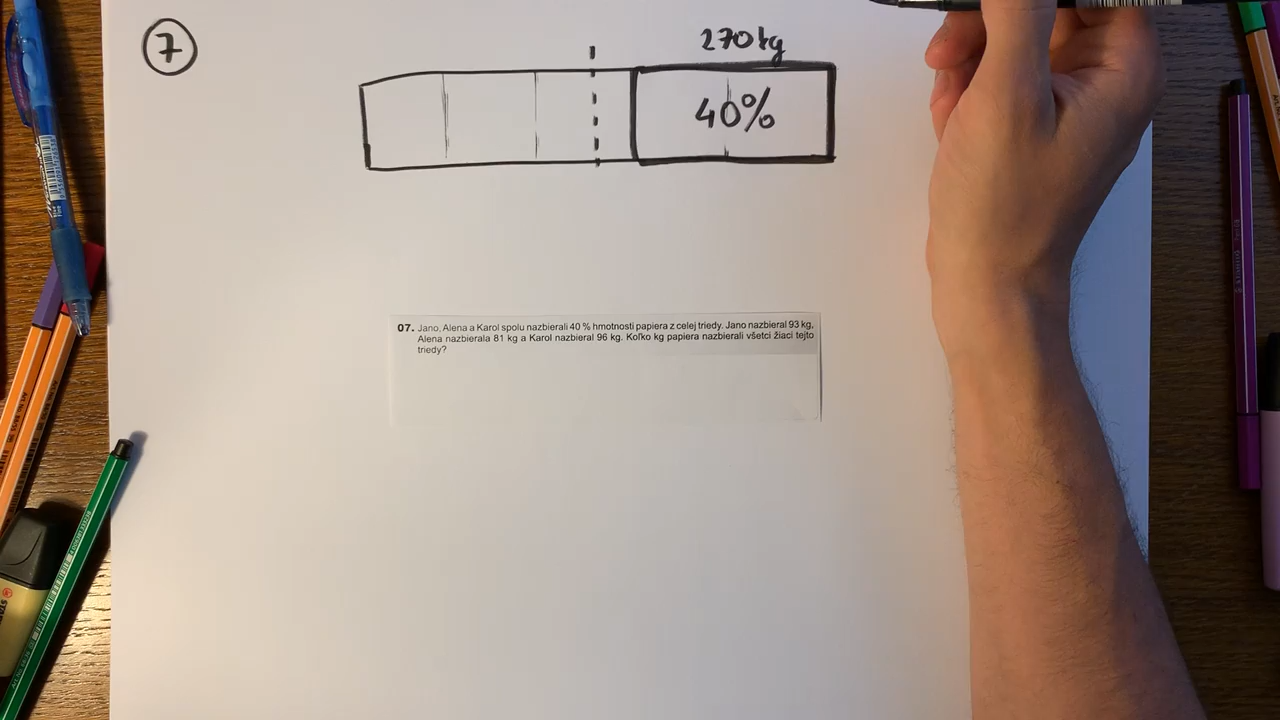 7
270 kg
40%
07. Jano, Alena a Karol spolu nazbierali 40 % hmotnosti papiera z celej triedy. Jano nazbieral 93 kg,
Alena nazbierala 81 kg a Karol nazbieral 96 kg. Koľko kg papiera nazbierali všetci žiaci tejto
triedy?